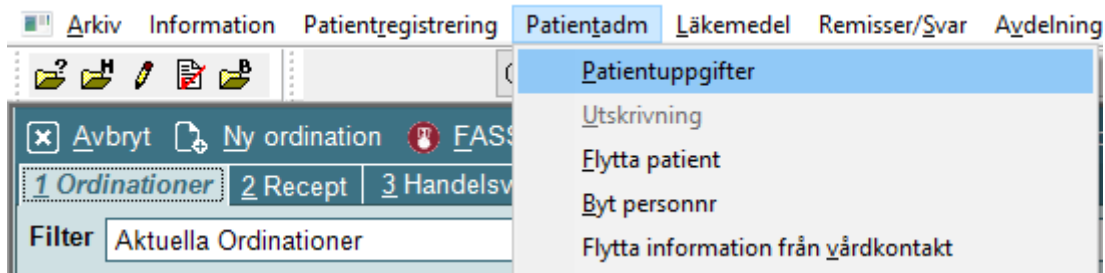 Arkiv Information Patientregistrering Patientadm Läkemedel Remisser/Svar Avdelning
Patientuppgifter
Avbryt Ny ordination FASS
Utskrivning
Flytta patient
1 Ordinationer 2 Recept 3 Handelsv
Byt personnr
Filter Aktuella Ordinationer
Flytta information från vårdkontakt